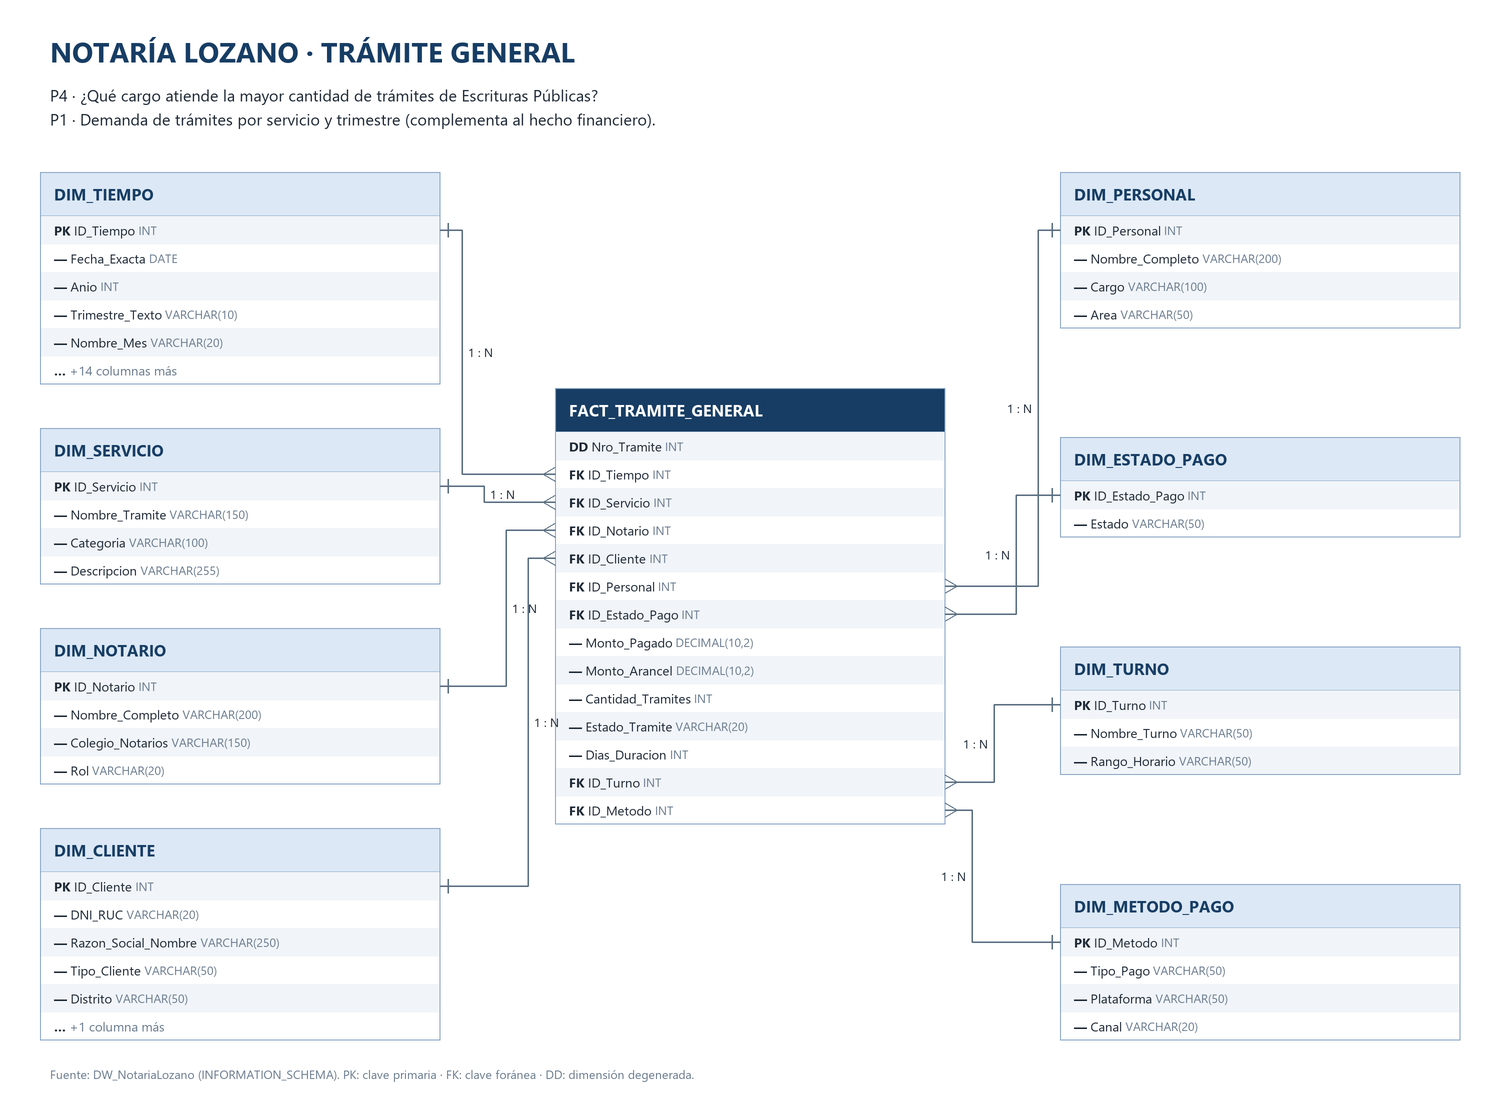 NOTARÍA LOZANO · TRÁMITE GENERAL
P4 · ¿Qué cargo atiende la mayor cantidad de trámites de Escrituras Públicas?
P1 · Demanda de trámites por servicio y trimestre (complementa al hecho financiero).
DIM_TIEMPO
PK ID_Tiempo INT
— Fecha_Exacta DATE
— Anio INT
— Trimestre_Texto VARCHAR(10)
— Nombre_Mes VARCHAR(20)
... +14 columnas más
DIM_SERVICIO
PK ID_Servicio INT
— Nombre_Tramite VARCHAR(150)
— Categoria VARCHAR(100)
— Descripcion VARCHAR(255)
DIM_NOTARIO
PK ID_Notario INT
— Nombre_Completo VARCHAR(200)
— Colegio_Notarios VARCHAR(150)
— Rol VARCHAR(20)
DIM_CLIENTE
PK ID_Cliente INT
— DNI_RUC VARCHAR(20)
— Razon_Social_Nombre VARCHAR(250)
— Tipo_Cliente VARCHAR(50)
— Distrito VARCHAR(50)
... +1 columna más
1 : N
1 : N
1 : N
1 : N
FACT_TRAMITE_GENERAL
DD Nro_Tramite INT
FK ID_Tiempo INT
FK ID_Servicio INT
FK ID_Notario INT
FK ID_Cliente INT
FK ID_Personal INT
FK ID_Estado_Pago INT
— Monto_Pagado DECIMAL(10,2)
— Monto_Arancel DECIMAL(10,2)
— Cantidad_Tramites INT
— Estado_Tramite VARCHAR(20)
— Dias_Duracion INT
FK ID_Turno INT
FK ID_Metodo INT
1 : N
1 : N
1 : N
1 : N
DIM_PERSONAL
PK ID_Personal INT
— Nombre_Completo VARCHAR(200)
— Cargo VARCHAR(100)
— Area VARCHAR(50)
DIM_ESTADO_PAGO
PK ID_Estado_Pago INT
— Estado VARCHAR(50)
DIM_TURNO
PK ID_Turno INT
— Nombre_Turno VARCHAR(50)
— Rango_Horario VARCHAR(50)
DIM_METODO_PAGO
PK ID_Metodo INT
— Tipo_Pago VARCHAR(50)
— Plataforma VARCHAR(50)
— Canal VARCHAR(20)
Fuente: DW_NotariaLozano (INFORMATION_SCHEMA). PK: clave primaria · FK: clave foránea · DD: dimensión degenerada.